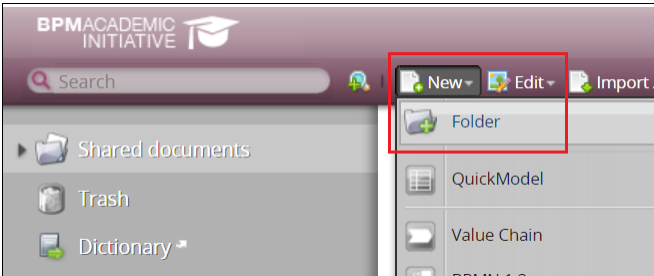 BPMACADEMIC
INITIATIVE
Search
New
Edit
Import
Folder
Shared documents
QuickModel
Trash
Value Chain
Dictionary